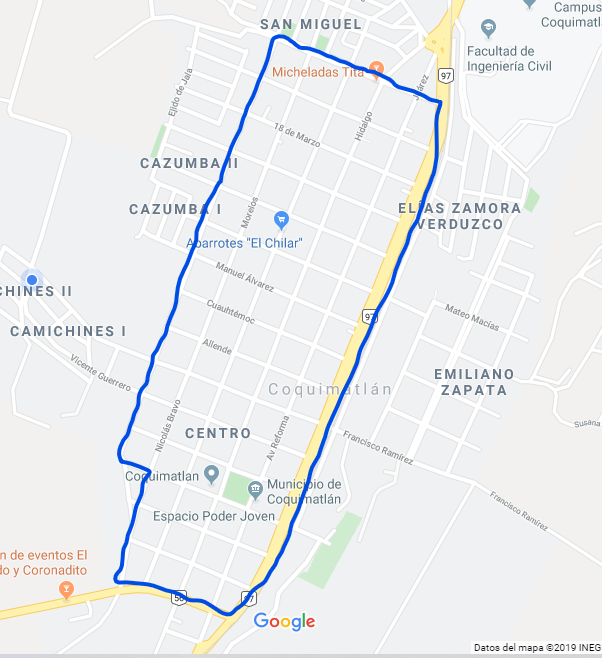 SAN MIGUEL
Campus
Coquimatl
Facultad de
Ingeniería Civil
Micheladas Tita
97
Juárez
Ejido de Jala
Hidalgo
18 de Marzo
CAZUMBA II
CAZUMBA I
Morelos
ELÍAS ZAMORA
VERDUZCO
Abarrotes "El Chilar"
Manuel Álvarez
CHINES II
Cuauhtémoc
97
Mateo Macías
CAMICHINES I
Allende
Vicente Guerrero
EMILIANO
ZAPATA
Coquimatlán
Nicolás Bravo
Av Reforma
Susana
CENTRO
Francisco Ramírez
Coquimatlan
Municipio de
Coquimatlán
Francisco Ramírez
Espacio Poder Joven
n de eventos El
do y Coronadito
Google
Datos del mapa ©2019 INEG